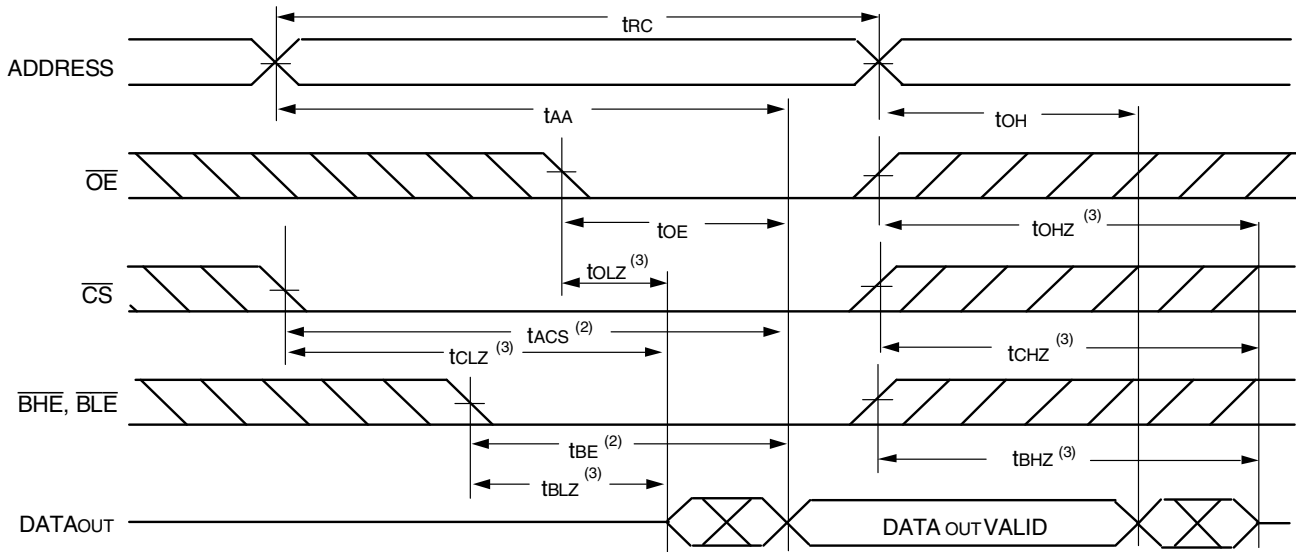 tRC
ADDRESS
tAA
tOH
OE
tOE
tOHZ (3)
tOLZ (3)
CS
tACS (2)
tCLZ (3)
tCHZ (3)
BHE, BLE
tBE (2)
tBHZ (3)
tBLZ (3)
DATAOUT
DATA OUT VALID